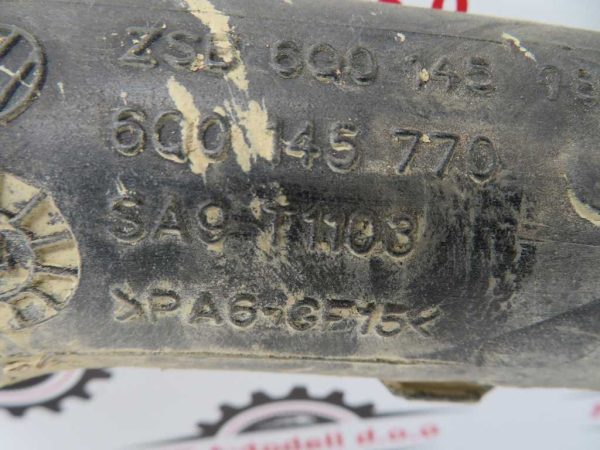 ZSB 6Q0 145
6Q0 145 770
SA9-T1103
>PA6-GF15<
d.o.o